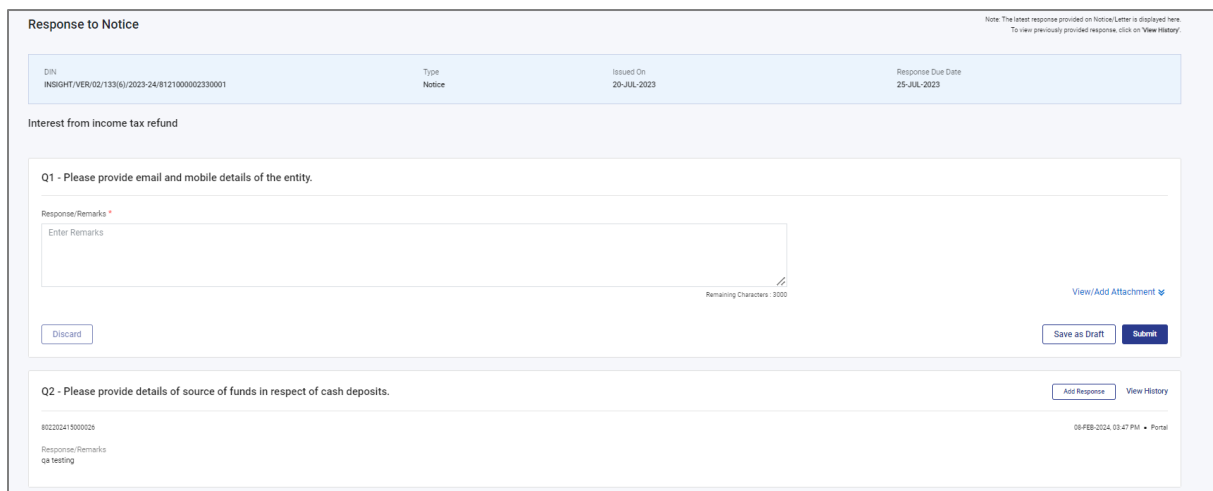 Response to Notice
Note: The latest response provided on Notice/Letter is displayed here.
To view previously provided response, click on 'View History'.
DIN Type Issued On Response Due Date
INSIGHT/VER/02/133(6)/2023-24/8121000002330001 Notice 20-JUL-2023 25-JUL-2023
Interest from income tax refund
Q1 - Please provide email and mobile details of the entity.
Response/Remarks *
Enter Remarks
Remaining Characters : 3000
View/Add Attachment
Discard Save as Draft Submit
Q2 - Please provide details of source of funds in respect of cash deposits. Add Response View History
802202415000026 08-FEB-2024, 03:47 PM • Portal
Response/Remarks
qa testing